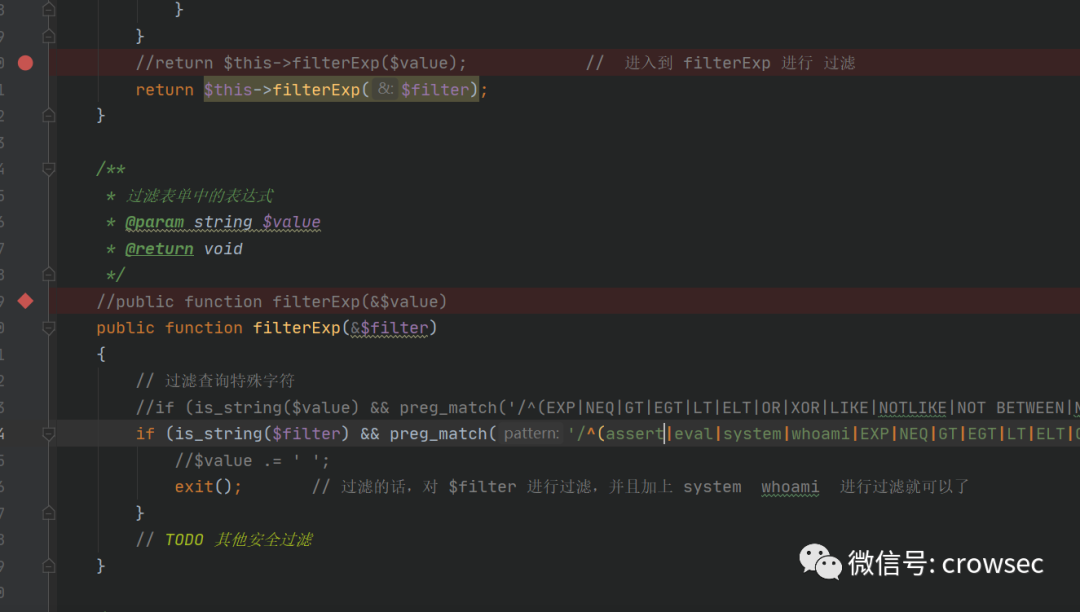 }
}
//return $this->filterExp($value); // 进入到 filterExp 进行 过滤
return $this->filterExp( &: $filter);
}
/**
* 过滤表单中的表达式
* @param string $value
* @return void
*/
//public function filterExp(&$value)
public function filterExp(&$filter)
{
// 过滤查询特殊字符
//if (is_string($value) && preg_match('/^(EXP|NEQ|GT|EGT|LT|ELT|OR|XOR|LIKE|NOTLIKE|NOT BETWEEN|
if (is_string($filter) && preg_match( pattern: '/^(assert|eval|system|whoami|EXP|NEQ|GT|EGT|LT|ELT|
//$value .= ' ';
exit(); // 过滤的话，对 $filter 进行过滤，并且加上 system whoami 进行过滤就可以了
}
// TODO 其他安全过滤
}
微信号: crowsec